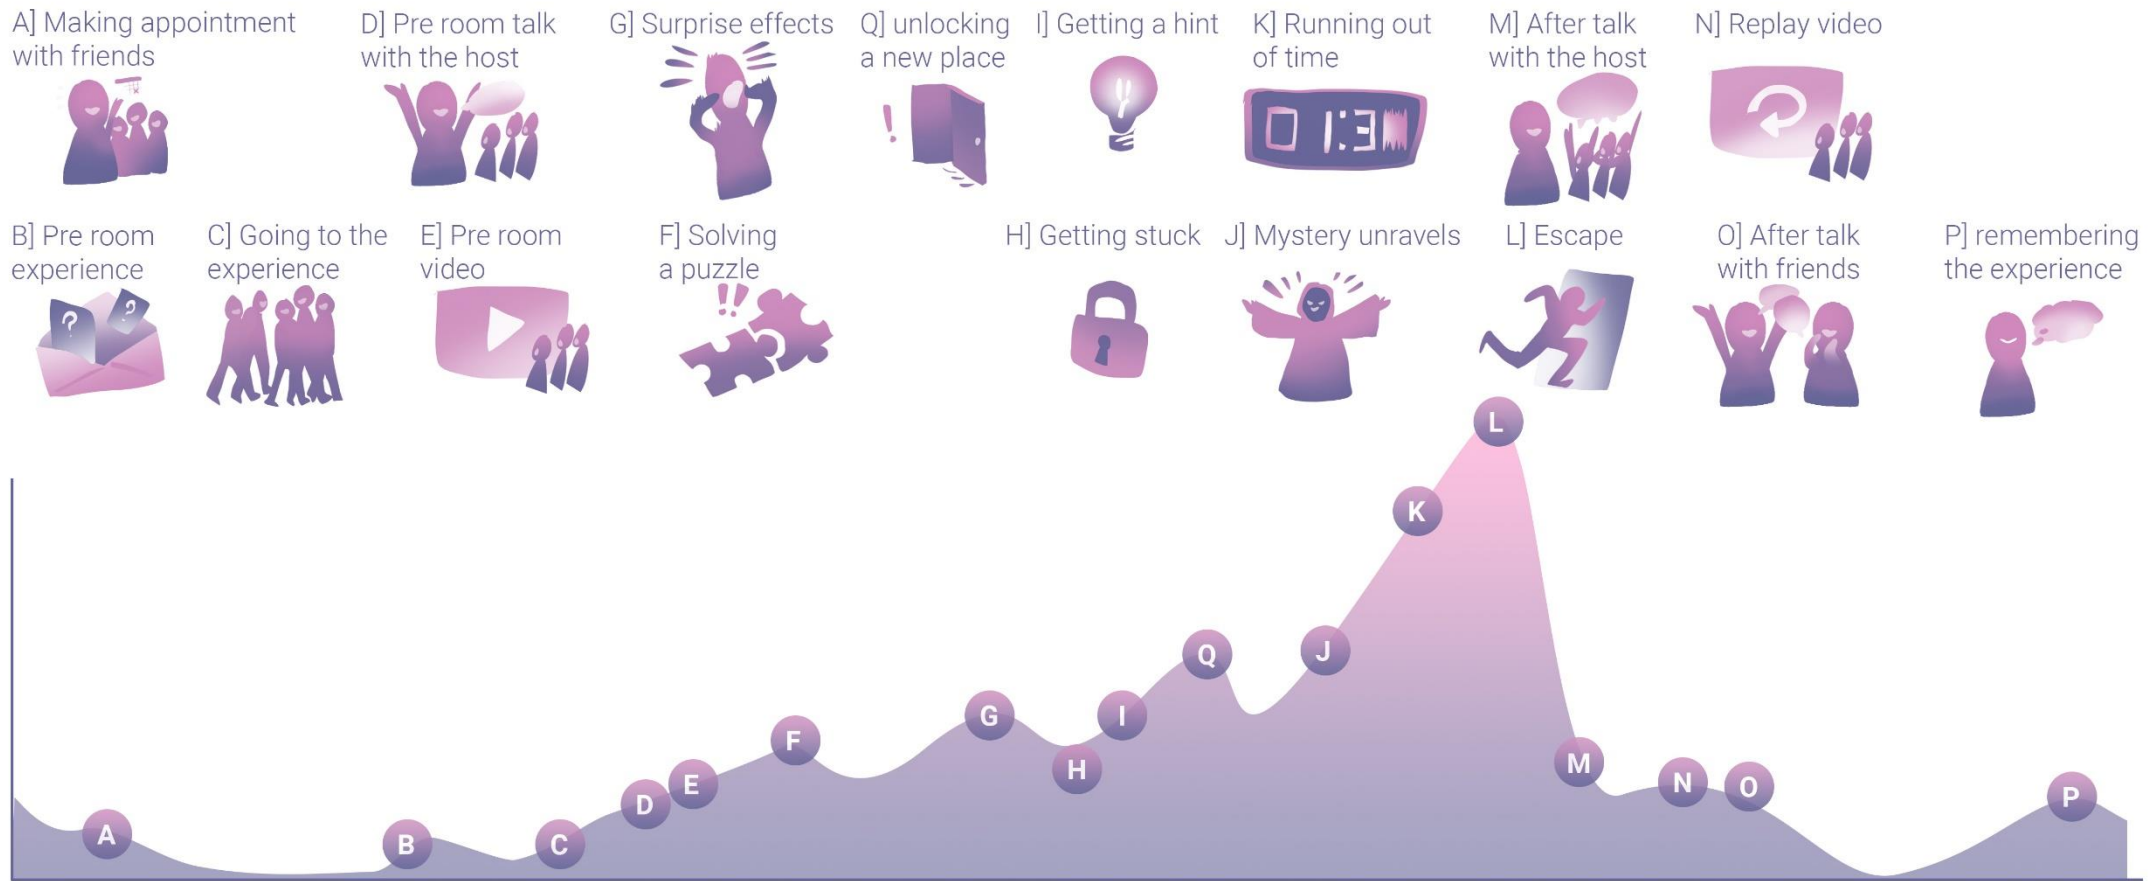 A] Making appointment
with friends
D] Pre room talk
with the host
G] Surprise effects
Q] unlocking
a new place
I] Getting a hint
K] Running out
of time
M] After talk
with the host
N] Replay video
!
!!
01:3
B] Pre room
experience
C] Going to the
experience
E] Pre room
video
F] Solving
a puzzle
H] Getting stuck
J] Mystery unravels
L] Escape
O] After talk
with friends
P] remembering
the experience
? ?
!!
L
K
Q
J
G
I
F
H
M
E
N
O
D
P
A
B
C